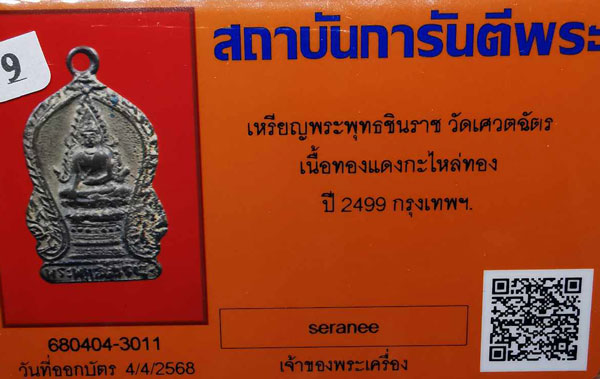 9
สถาบันการันตีพระ
เหรียญพระพุทธชินราช วัดเศวตฉัตร
เนื้อทองแดงกะไหล่ทอง
ปี 2499 กรุงเทพฯ.
680404-3011
วันที่ออกบัตร 4/4/2568
seranee
เจ้าของพระเครื่อง